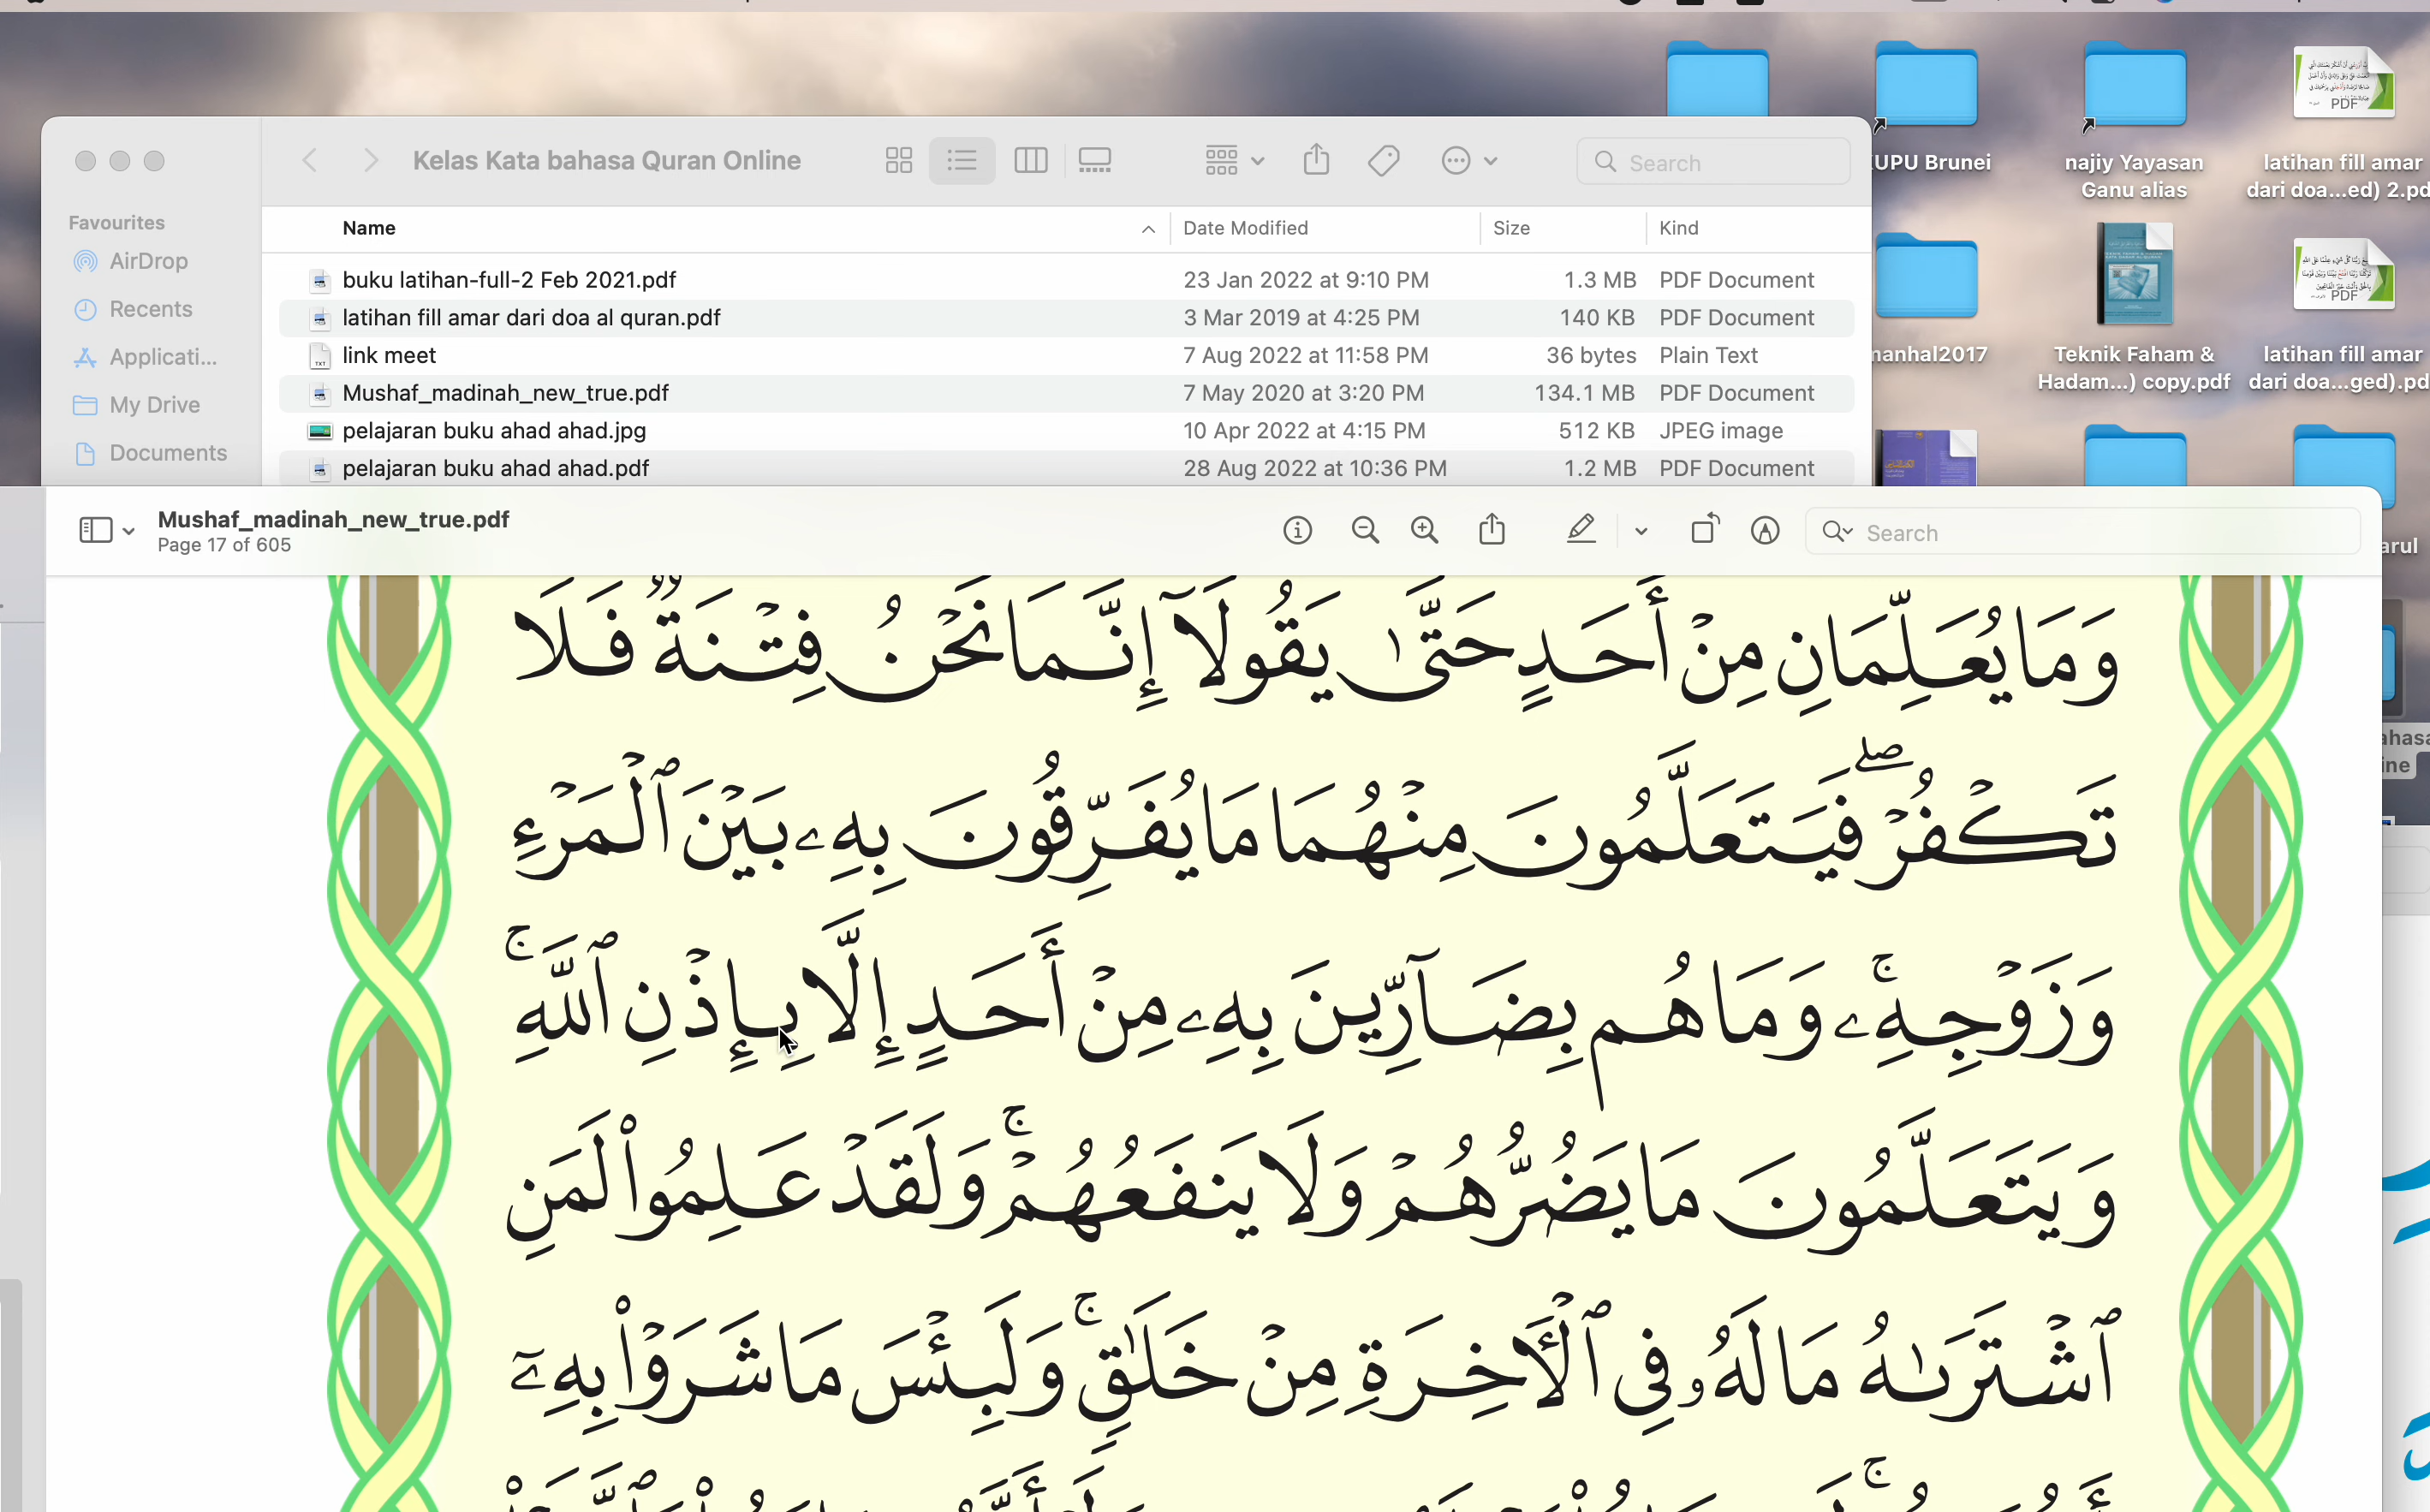 Kelas Kata bahasa Quran Online
Search
Favourites
AirDrop
Recents
Applicati...
My Drive
Documents
Name Date Modified Size Kind
buku latihan-full-2 Feb 2021.pdf 23 Jan 2022 at 9:10 PM 1.3 MB PDF Document
latihan fill amar dari doa al quran.pdf 3 Mar 2019 at 4:25 PM 140 KB PDF Document
link meet 7 Aug 2022 at 11:58 PM 36 bytes Plain Text
Mushaf_madinah_new_true.pdf 7 May 2020 at 3:20 PM 134.1 MB PDF Document
pelajaran buku ahad ahad.jpg 10 Apr 2022 at 4:15 PM 512 KB JPEG image
pelajaran buku ahad ahad.pdf 28 Aug 2022 at 10:36 PM 1.2 MB PDF Document
UPU Brunei
najiy Yayasan
Ganu alias
PDF
latihan fill amar
dari doa...ed) 2.pd
manhal2017
Teknik Faham &
Hadam...) copy.pdf
PDF
latihan fill amar
dari doa...ged).pd
arul
ahasa
ine
Mushaf_madinah_new_true.pdf
Page 17 of 605
Search
وَمَا يُعَلِّمَانِ مِنْ أَحَدٍ حَتَّىٰ يَقُولَآ إِنَّمَا نَحْنُ فِتْنَةٌ فَلَا
تَكْفُرْ ۖ فَيَتَعَلَّمُونَ مِنْهُمَا مَا يُفَرِّقُونَ بِهِۦ بَيْنَ ٱلْمَرْءِ
وَزَوْجِهِۦ ۚ وَمَا هُم بِضَآرِّينَ بِهِۦ مِنْ أَحَدٍ إِلَّا بِإِذْنِ ٱللَّهِ ۚ
وَيَتَعَلَّمُونَ مَا يَضُرُّهُمْ وَلَا يَنفَعُهُمْ ۚ وَلَقَدْ عَلِمُوا۟ لَمَنِ
ٱشْتَرَىٰهُ مَا لَهُۥ فِى ٱلْأَخِرَةِ مِنْ خَلَٰقٍ ۚ وَلَبِئْسَ مَا شَرَوْا۟ بِهِۦٓ